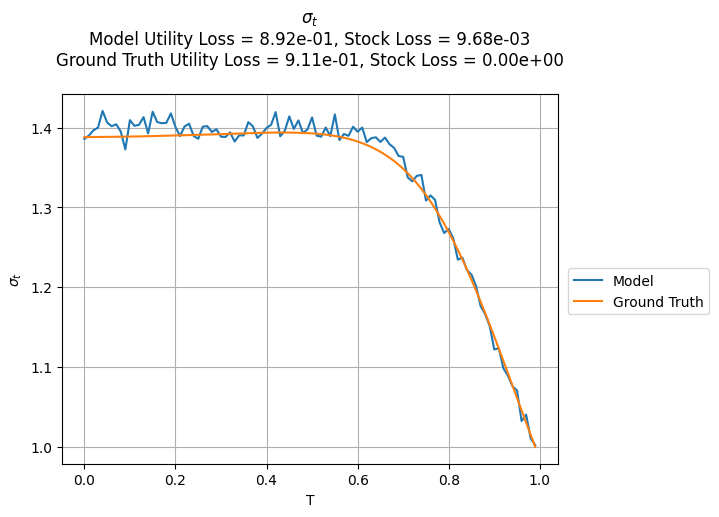 σt
Model Utility Loss = 8.92e-01, Stock Loss = 9.68e-03
Ground Truth Utility Loss = 9.11e-01, Stock Loss = 0.00e+00
1.4
1.3
1.2
1.1
1.0
σt
Model
Ground Truth
0.0 0.2 0.4 0.6 0.8 1.0
T